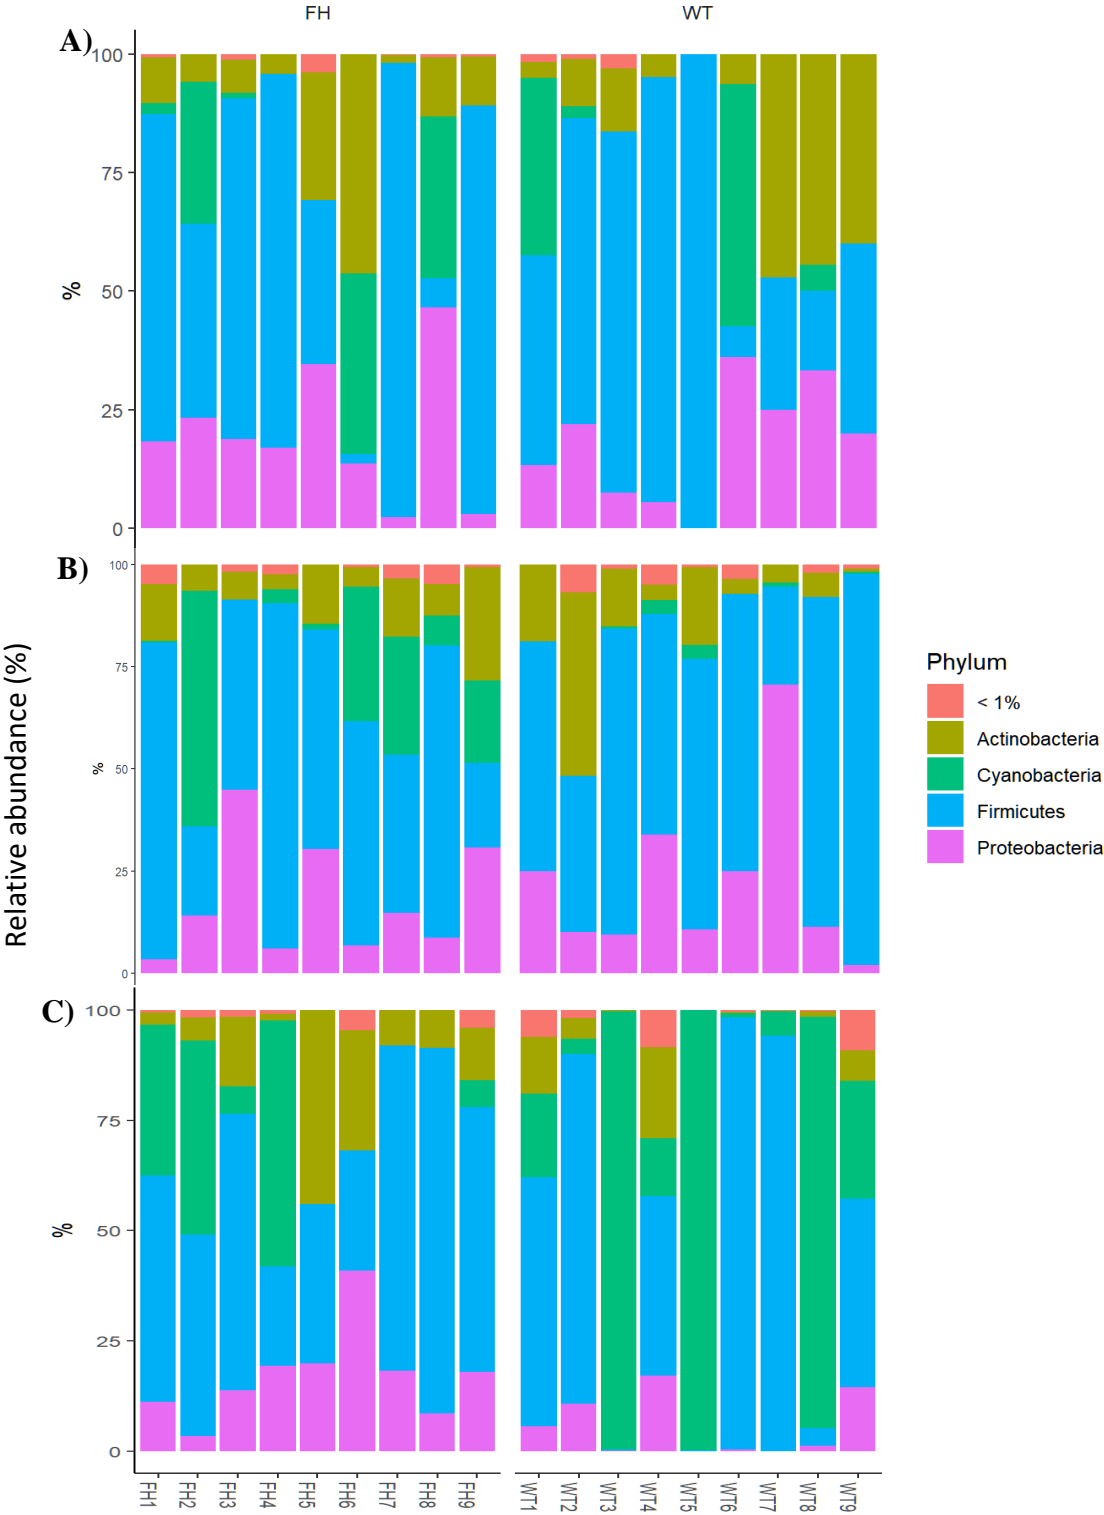 FH WT
A)
100
75
50
25
0
%
B)
100
75
50
25
0
%
Relative abundance (%)
C)
100
75
50
25
0
%
FH1 FH2 FH3 FH4 FH5 FH6 FH7 FH8 FH9 WT1 WT2 WT3 WT4 WT5 WT6 WT7 WT8 WT9
Phylum
< 1%
Actinobacteria
Cyanobacteria
Firmicutes
Proteobacteria